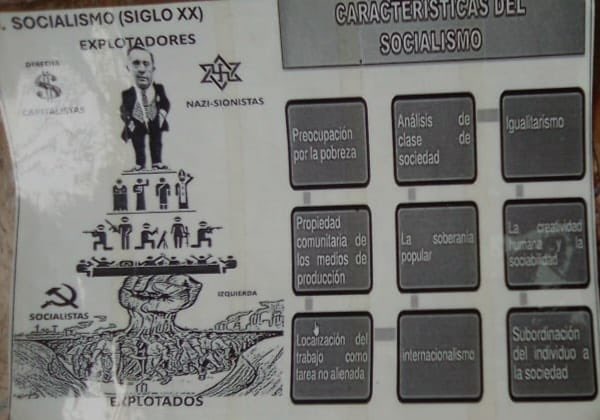 . SOCIALISMO (SIGLO XX)
EXPLOTADORES
DERECHA
$
CAPITALISTAS
NAZI-SIONISTAS
SOCIALISTAS
IZQUIERDA
EXPLOTADOS
CARACTERISTICAS DEL
SOCIALISMO
Preocupación
por la pobreza
Análisis de
clase de
sociedad
Igualitarismo
Propiedad
comunitaria de
los medios de
producción
La soberania
popular
La creatividad
humana la
sociabilidad
Localización del
trabajo como
tarea no alienada
internacionalismo
Subordinación
del individuo a
la sociedad